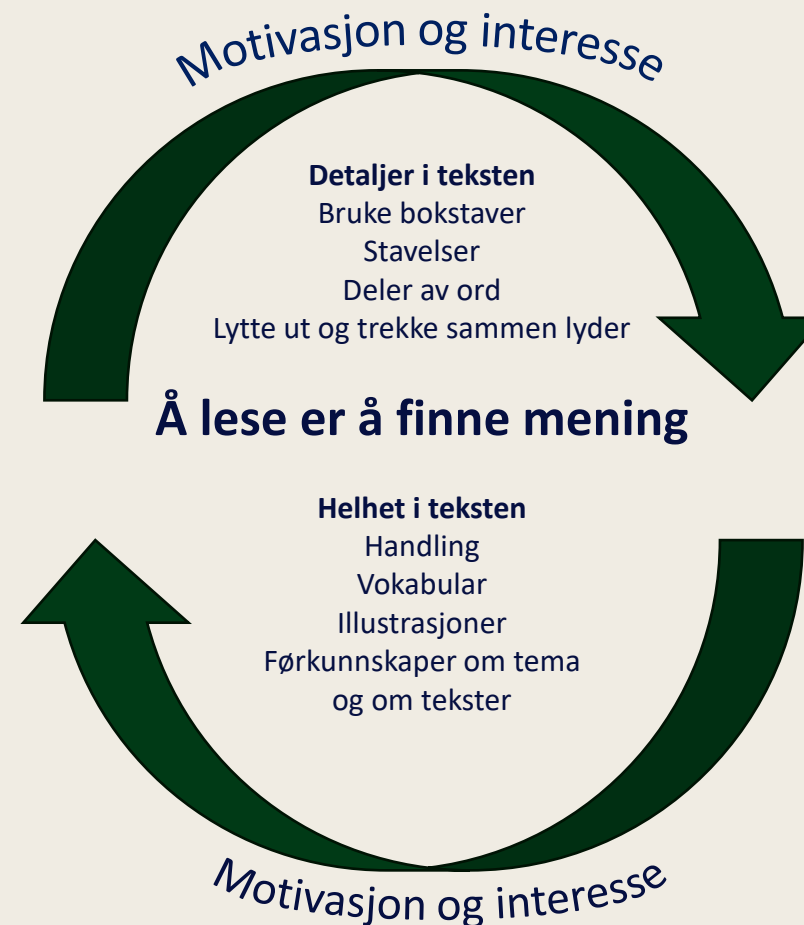 Motivasjon og interesse
Detaljer i teksten
Bruke bokstaver
Stavelser
Deler av ord
Lytte ut og trekke sammen lyder
Å lese er å finne mening
Helhet i teksten
Handling
Vokabular
Illustrasjoner
Førkunnskaper om tema
og om tekster
Motivasjon og interesse